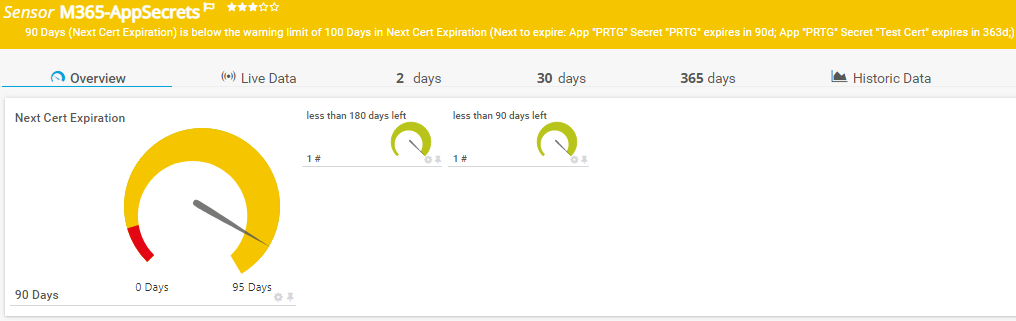 Sensor M365-AppSecrets
90 Days (Next Cert Expiration) is below the warning limit of 100 Days in Next Cert Expiration (Next to expire: App "PRTG" Secret "PRTG" expires in 90d; App "PRTG" Secret "Test Cert" expires in 363d;)
Overview Live Data 2 days 30 days 365 days Historic Data
Next Cert Expiration
0 Days 95 Days
90 Days
less than 180 days left
1 #
less than 90 days left
1 #